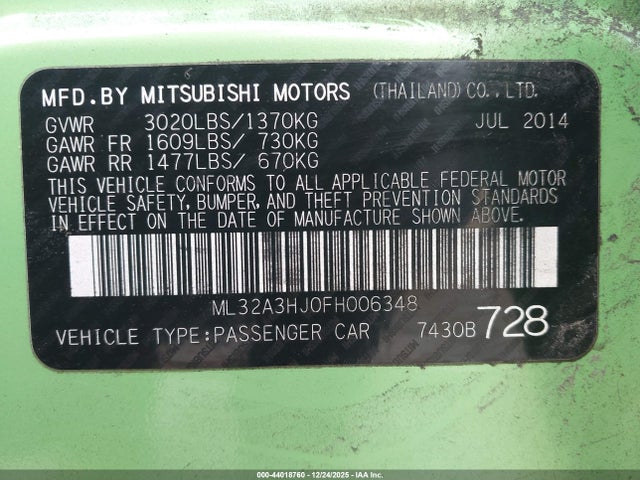 MFD.BY MITSUBISHI MOTORS (THAILAND)CO.,LTD.
GVWR 3020LBS/1370KG JUL 2014
GAWR FR 1609LBS/ 730KG
GAWR RR 1477LBS/ 670KG
THIS VEHICLE CONFORMS TO ALL APPLICABLE FEDERAL MOTOR
VEHICLE SAFETY, BUMPER, AND THEFT PREVENTION STANDARDS
IN EFFECT ON THE DATE OF MANUFACTURE SHOWN ABOVE.
ML32A3HJ0FH006348
VEHICLE TYPE:PASSENGER CAR 7430B 728
000-44018760 - 12/24/2025 - IAA Inc.